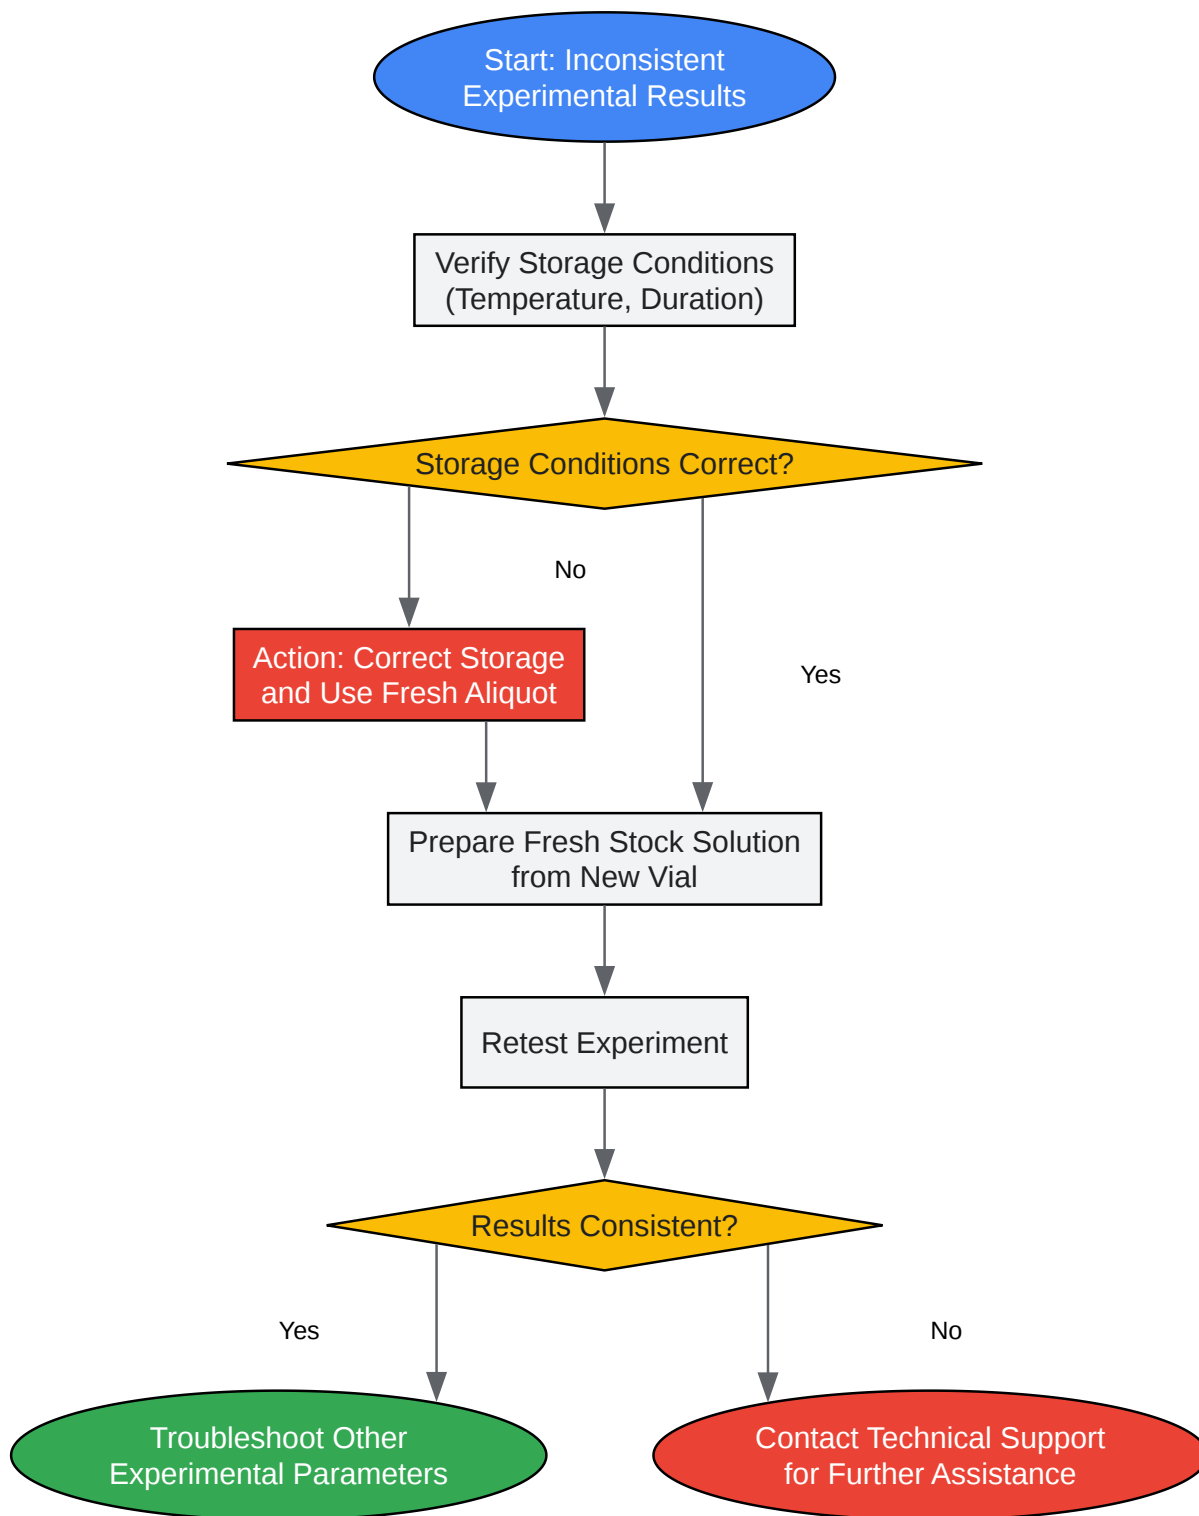 Start: Inconsistent
Experimental Results
Verify Storage Conditions
(Temperature, Duration)
Storage Conditions Correct?
No
Action: Correct Storage
and Use Fresh Aliquot
Yes
Prepare Fresh Stock Solution
from New Vial
Retest Experiment
Results Consistent?
Yes
No
Troubleshoot Other
Experimental Parameters
Contact Technical Support
for Further Assistance